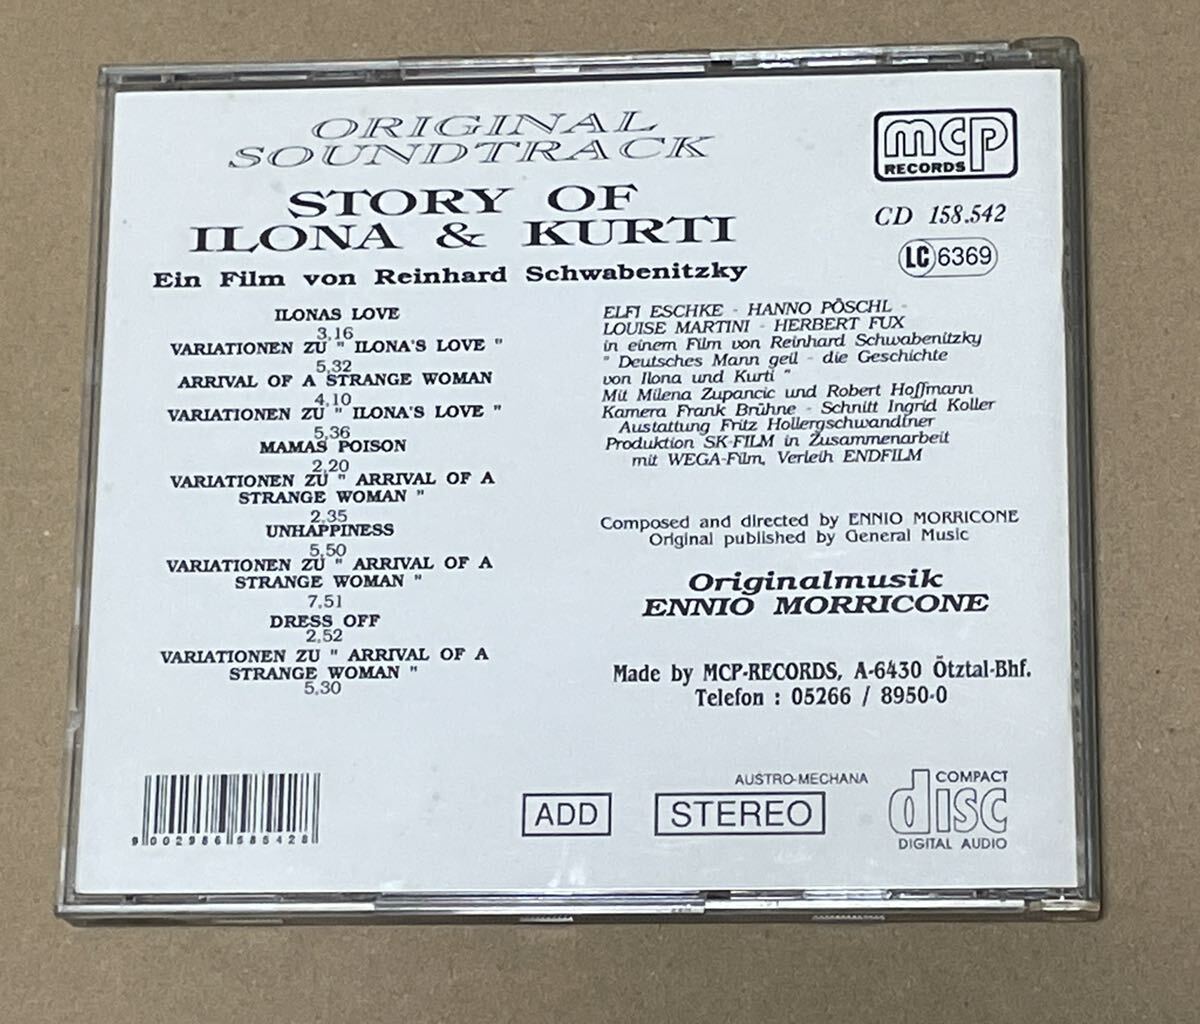 ORIGINAL
SOUNDTRACK
STORY OF
ILONA & KURTI
Ein Film von Reinhard Schwabenitzky
ILONAS LOVE
3,16
VARIATIONEN ZU " ILONA'S LOVE "
5,32
ARRIVAL OF A STRANGE WOMAN
4,10
VARIATIONEN ZU " ILONA'S LOVE "
5,36
MAMAS POISON
2,20
VARIATIONEN ZU " ARRIVAL OF A
STRANGE WOMAN "
2,35
UNHAPPINESS
5,50
VARIATIONEN ZU " ARRIVAL OF A
STRANGE WOMAN "
7,51
DRESS OFF
2,52
VARIATIONEN ZU " ARRIVAL OF A
STRANGE WOMAN "
5,30
mcp
RECORDS
CD 158.542
LC 6369
ELFI ESCHKE - HANNO PÖSCHL -
LOUISE MARTINI - HERBERT FUX
in einem Film von Reinhard Schwabenitzky
" Deutsches Mann geil - die Geschichte
von Ilona und Kurti "
Mit Milena Zupancic und Robert Hoffmann
Kamera Frank Brühne - Schnitt Ingrid Koller
Austattung Fritz Hollergschwandtner
Produktion SK-FILM in Zusammenarbeit
mit WEGA-Film, Verleih ENDFILM
Composed and directed by ENNIO MORRICONE
Original published by General Music
Originalmusik
ENNIO MORRICONE
Made by MCP-RECORDS, A-6430 Ötztal-Bhf.
Telefon : 05266 / 8950-0
9 002986 585428
ADD
AUSTRO-MECHANA
STEREO
COMPACT
disc
DIGITAL AUDIO